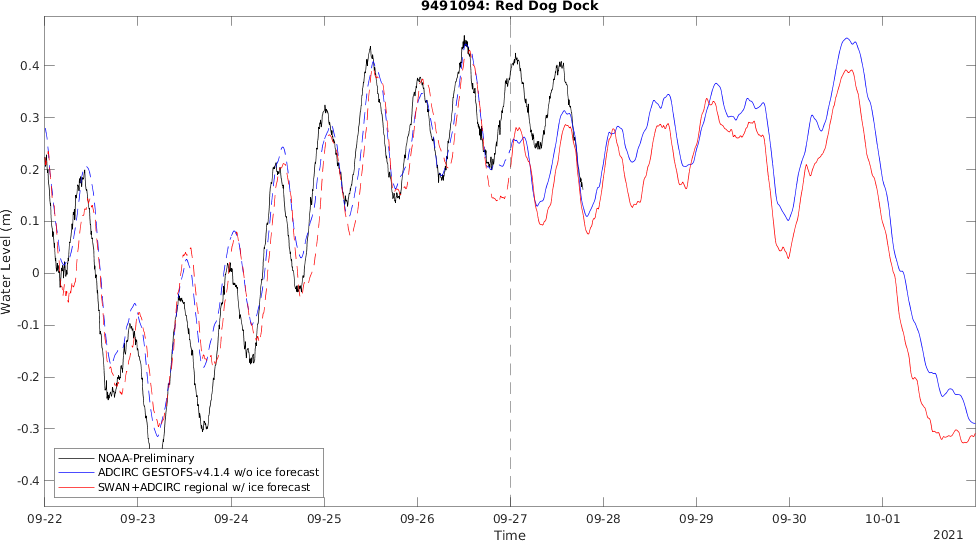 9491094: Red Dog Dock
Water Level (m)
0.4
0.3
0.2
0.1
0
-0.1
-0.2
-0.3
-0.4
NOAA-Preliminary
ADCIRC GESTOFS-v4.1.4 w/o ice forecast
SWAN+ADCIRC regional w/ ice forecast
09-22 09-23 09-24 09-25 09-26 09-27 09-28 09-29 09-30 10-01
Time
2021